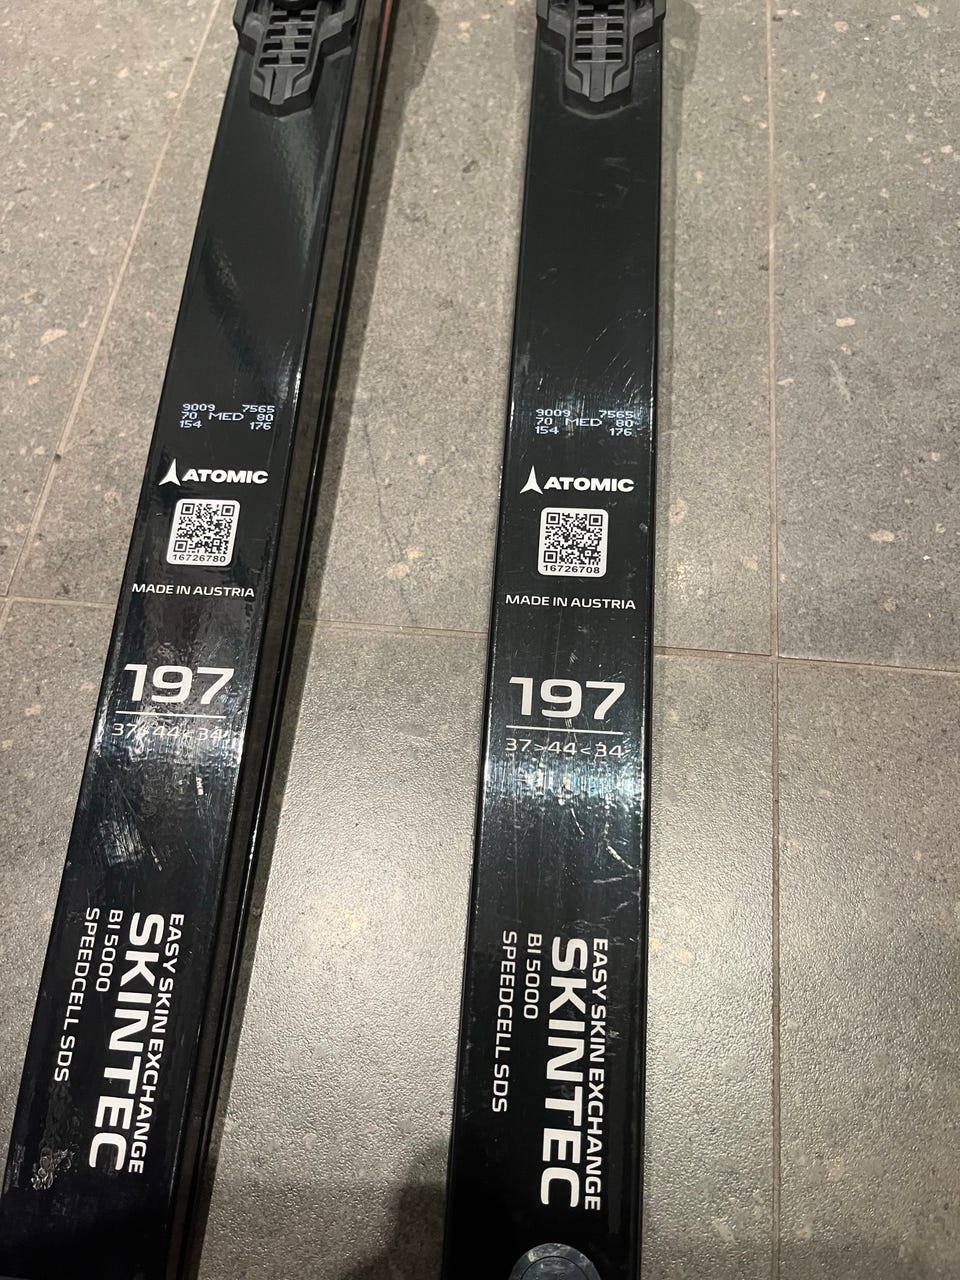 9009 7565
70 MED 80
154 176
ATOMIC
16726780
MADE IN AUSTRIA
197
37>44<34
EASY SKIN EXCHANGE
SKINTEC
BI 5000
SPEEDCELL SDS
9009 7565
70 MED 80
154 176
ATOMIC
16726708
MADE IN AUSTRIA
197
37>44<34
EASY SKIN EXCHANGE
SKINTEC
BI 5000
SPEEDCELL SDS